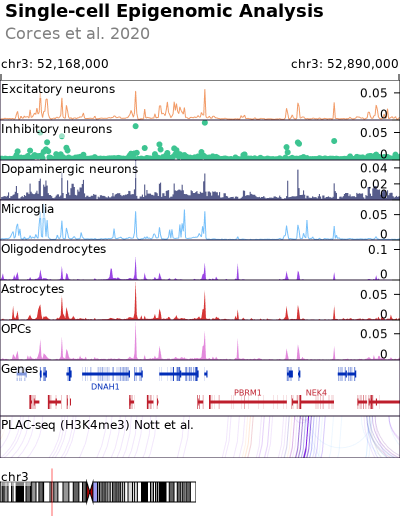 Single-cell Epigenomic Analysis
Corces et al. 2020
chr3: 52,168,000 chr3: 52,890,000
Excitatory neurons 0.05 0
Inhibitory neurons 0.05 0
Dopaminergic neurons 0.04 0.02 0
Microglia 0.05 0
Oligodendrocytes 0.1 0
Astrocytes 0.05 0
OPCs 0.05 0
Genes
DNAH1
PBRM1 NEK4
PLAC-seq (H3K4me3) Nott et al.
chr3